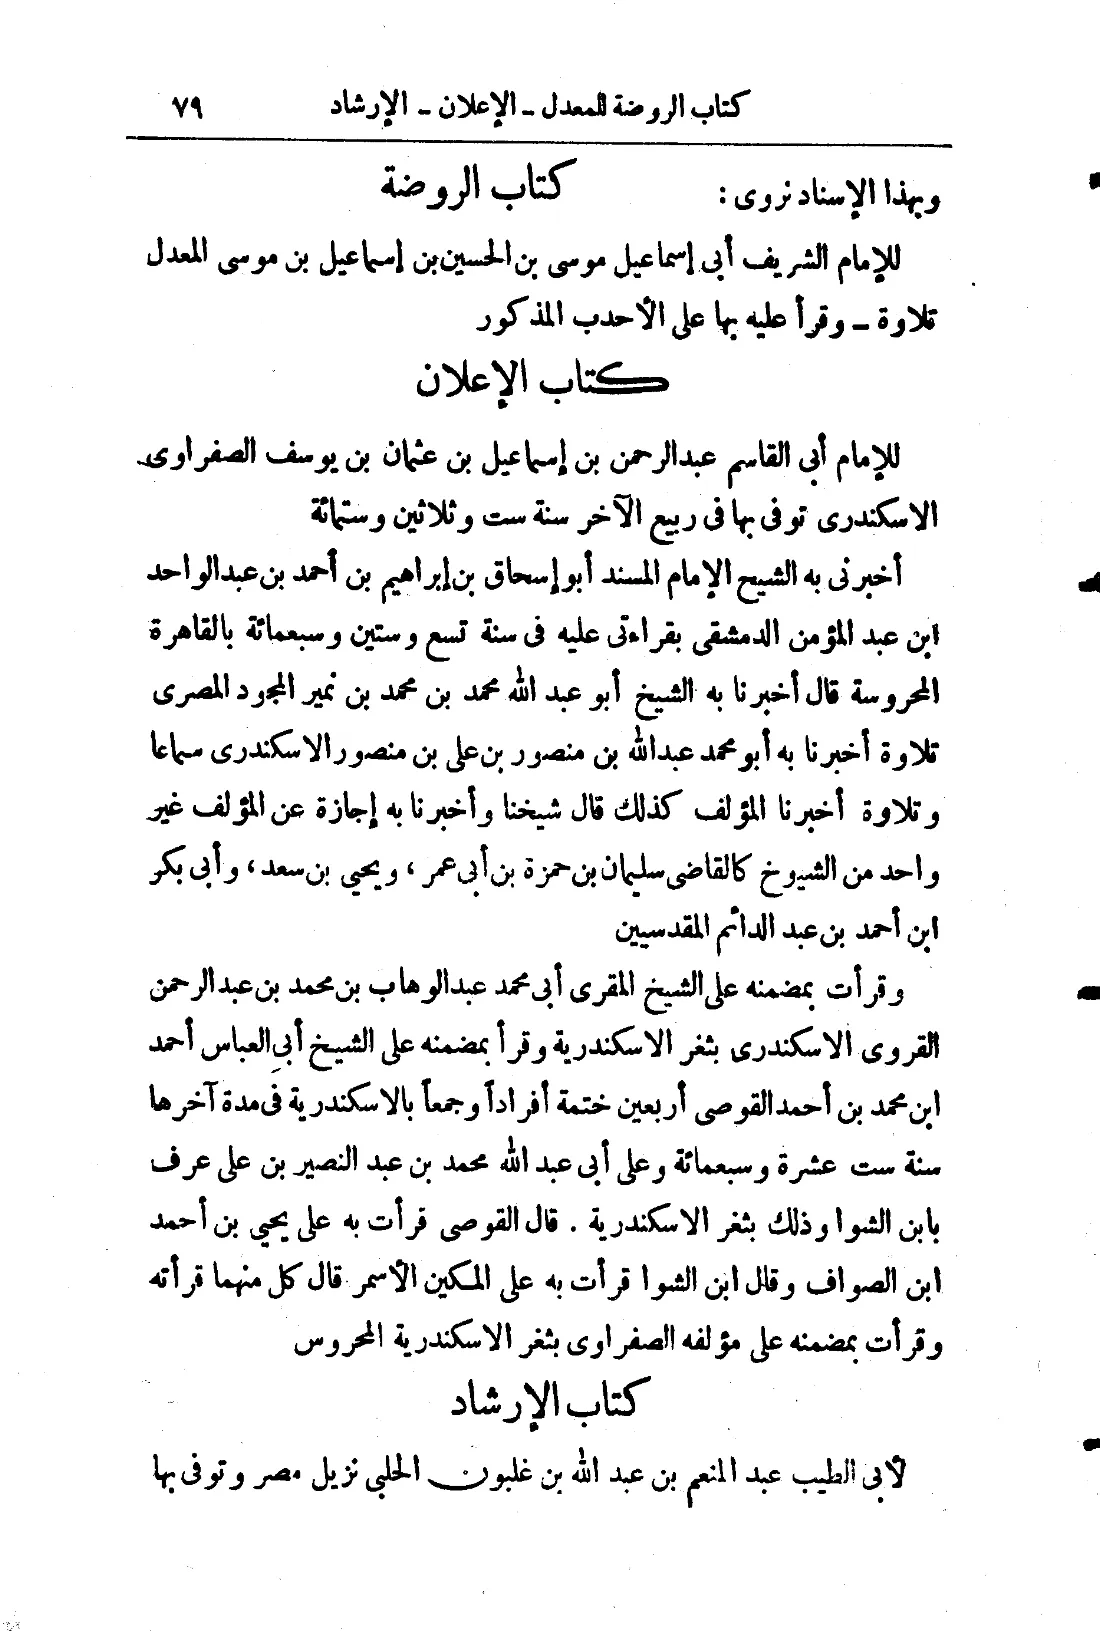 كتاب الروضة للمعدل ـ الإعلان ـ الإرشاد ٧٩
وبهذا الإسناد نروى : كتاب الروضة
للإمام الشريف أبي إسماعيل موسى بن الحسين بن إسماعيل بن موسى المعدل
تلاوة ـ وقرأ عليه بها على الأحدب المذكور
كتاب الإعلان
للإمام أبي القاسم عبدالرحمن بن إسماعيل بن عثمان بن يوسف الصفراوى
الاسكندرى توفى بها فى ربيع الآخر سنة ست وثلاثين وستمائة
أخبرنى به الشيخ الإمام المسند أبو إسحاق بن إبراهيم بن أحمد بن عبدالواحد
ابن عبد المؤمن الدمشقى بقراءتى عليه فى سنة تسع وستين وسبعمائة بالقاهرة
المحروسة قال أخبرنا به الشيخ أبو عبد الله محمد بن محمد بن نمير المجود المصرى
تلاوة أخبرنا به أبو محمد عبدالله بن منصور بن على بن منصور الاسكندرى سماعا
وتلاوة أخبرنا المؤلف كذلك قال شيخنا وأخبرنا به إجازة عن المؤلف غير
واحد من الشيوخ كالقاضى سليمان بن حمزة بن أبى عمر ، ويحيي بن سعد ، وأبى بكر
ابن أحمد بن عبد الدائم المقدسيين
وقرأت بمضمنه على الشيخ المقرى أبى محمد عبدالوهاب بن محمد بن عبدالرحمن
القروى الاسكندرى بثغر الاسكندرية وقرأ بمضمنه على الشيخ أبي العباس أحمد
ابن محمد بن أحمد القوصى أربعين ختمة أفراداً وجمعاً بالاسكندرية فى مدة آخرها
سنة ست عشرة وسبعمائة وعلى أبى عبد الله محمد بن عبد النصير بن على عرف
بابن الشوا وذلك بثغر الاسكندرية . قال القوصى قرأت به على يحيي بن أحمد
ابن الصواف وقال ابن الشوا قرأت به على المكين الأسمر قال كل منهما قرأته
وقرأت بمضمنه على مؤلفه الصفراوى بثغر الاسكندرية المحروس
كتاب الإرشاد
لأبى الطيب عبد المنعم بن عبد الله بن غلبون الحلبي نزيل مصر وتوفى بها